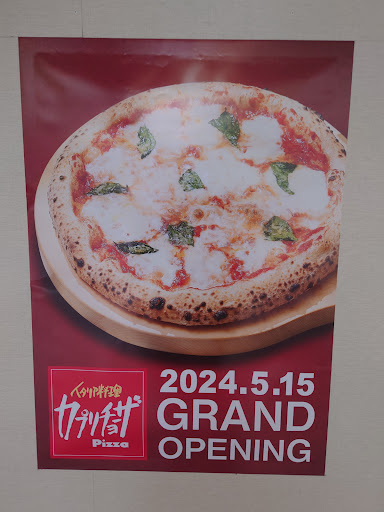 イタリア料理
カプリチョーザ
Pizza
2024.5.15
GRAND
OPENING